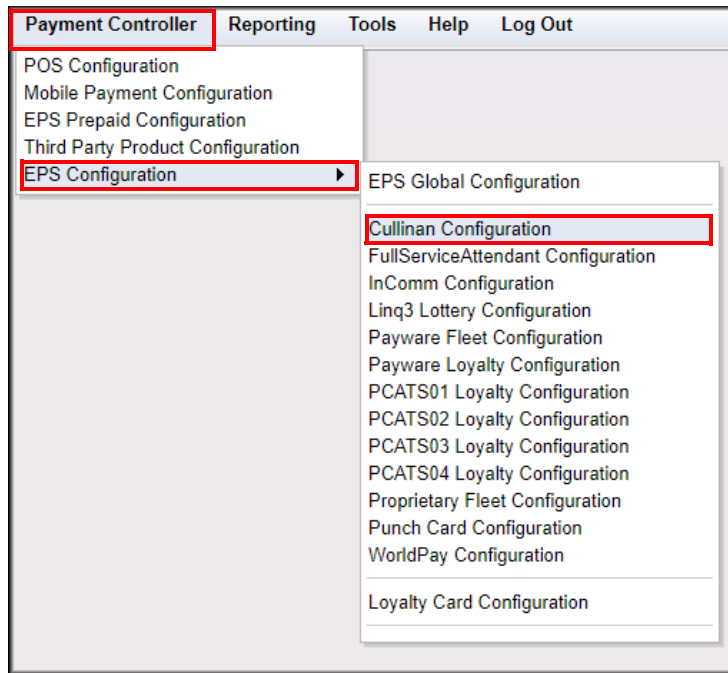 Payment Controller Reporting Tools Help Log Out
POS Configuration
Mobile Payment Configuration
EPS Prepaid Configuration
Third Party Product Configuration
EPS Configuration
EPS Global Configuration
Cullinan Configuration
FullServiceAttendant Configuration
InComm Configuration
Linq3 Lottery Configuration
Payware Fleet Configuration
Payware Loyalty Configuration
PCATS01 Loyalty Configuration
PCATS02 Loyalty Configuration
PCATS03 Loyalty Configuration
PCATS04 Loyalty Configuration
Proprietary Fleet Configuration
Punch Card Configuration
WorldPay Configuration
Loyalty Card Configuration